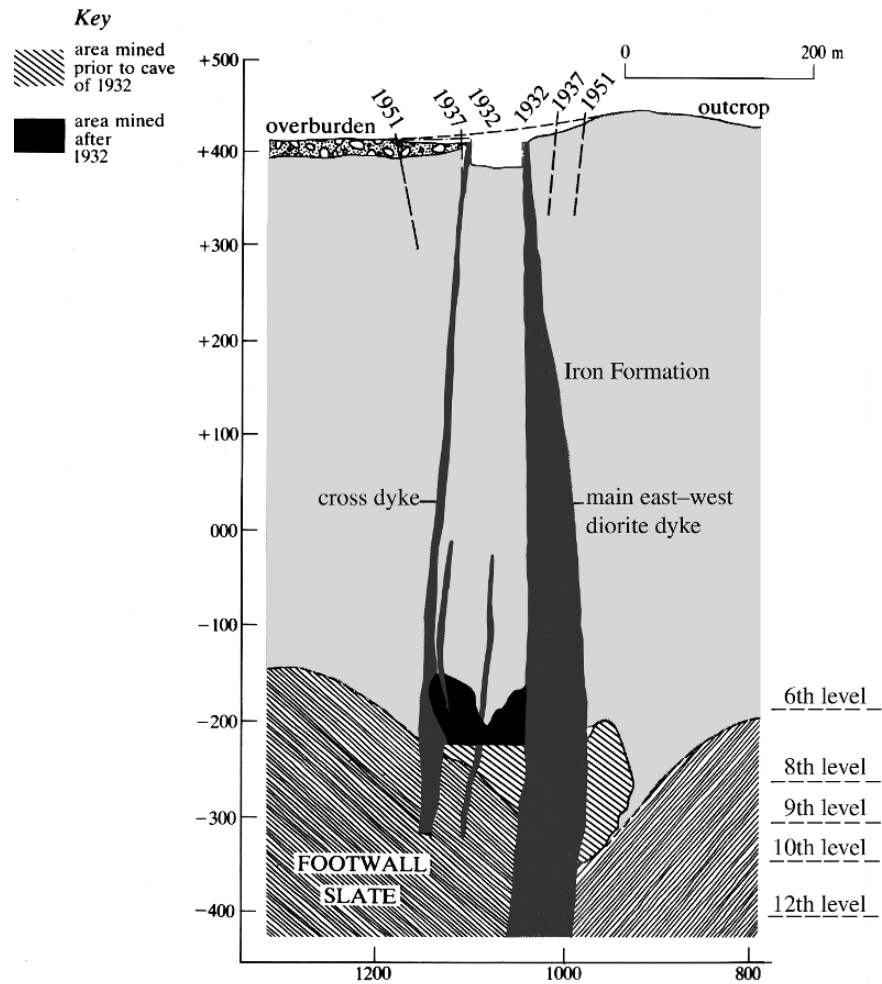 Key
area mined
prior to cave
of 1932
area mined
after
1932
0
200 m
+500
+400
+300
+200
+100
000
−100
−200
−300
−400
1951
1937
1932
1932
1937
1951
overburden
outcrop
Iron Formation
cross dyke
main east–west
diorite dyke
6th level
8th level
9th level
10th level
12th level
FOOTWALL
SLATE
1200
1000
800